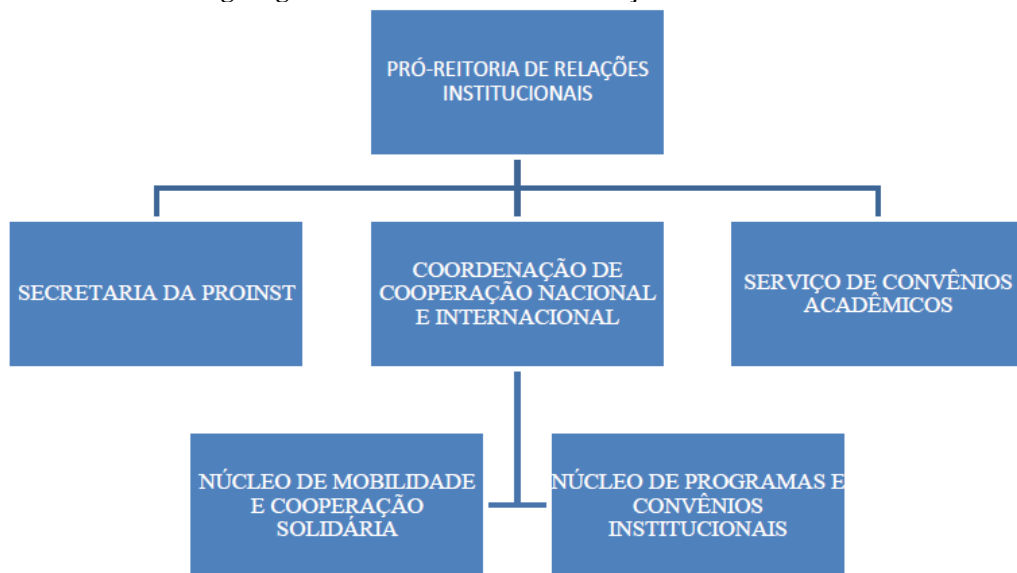 PRÓ-REITORIA DE RELAÇÕES
INSTITUCIONAIS
SECRETARIA DA PROINST
COORDENAÇÃO DE
COOPERAÇÃO NACIONAL
E INTERNACIONAL
SERVIÇO DE CONVÊNIOS
ACADÊMICOS
NÚCLEO DE MOBILIDADE
E COOPERAÇÃO
SOLIDÁRIA
NÚCLEO DE PROGRAMAS E
CONVÊNIOS
INSTITUCIONAIS